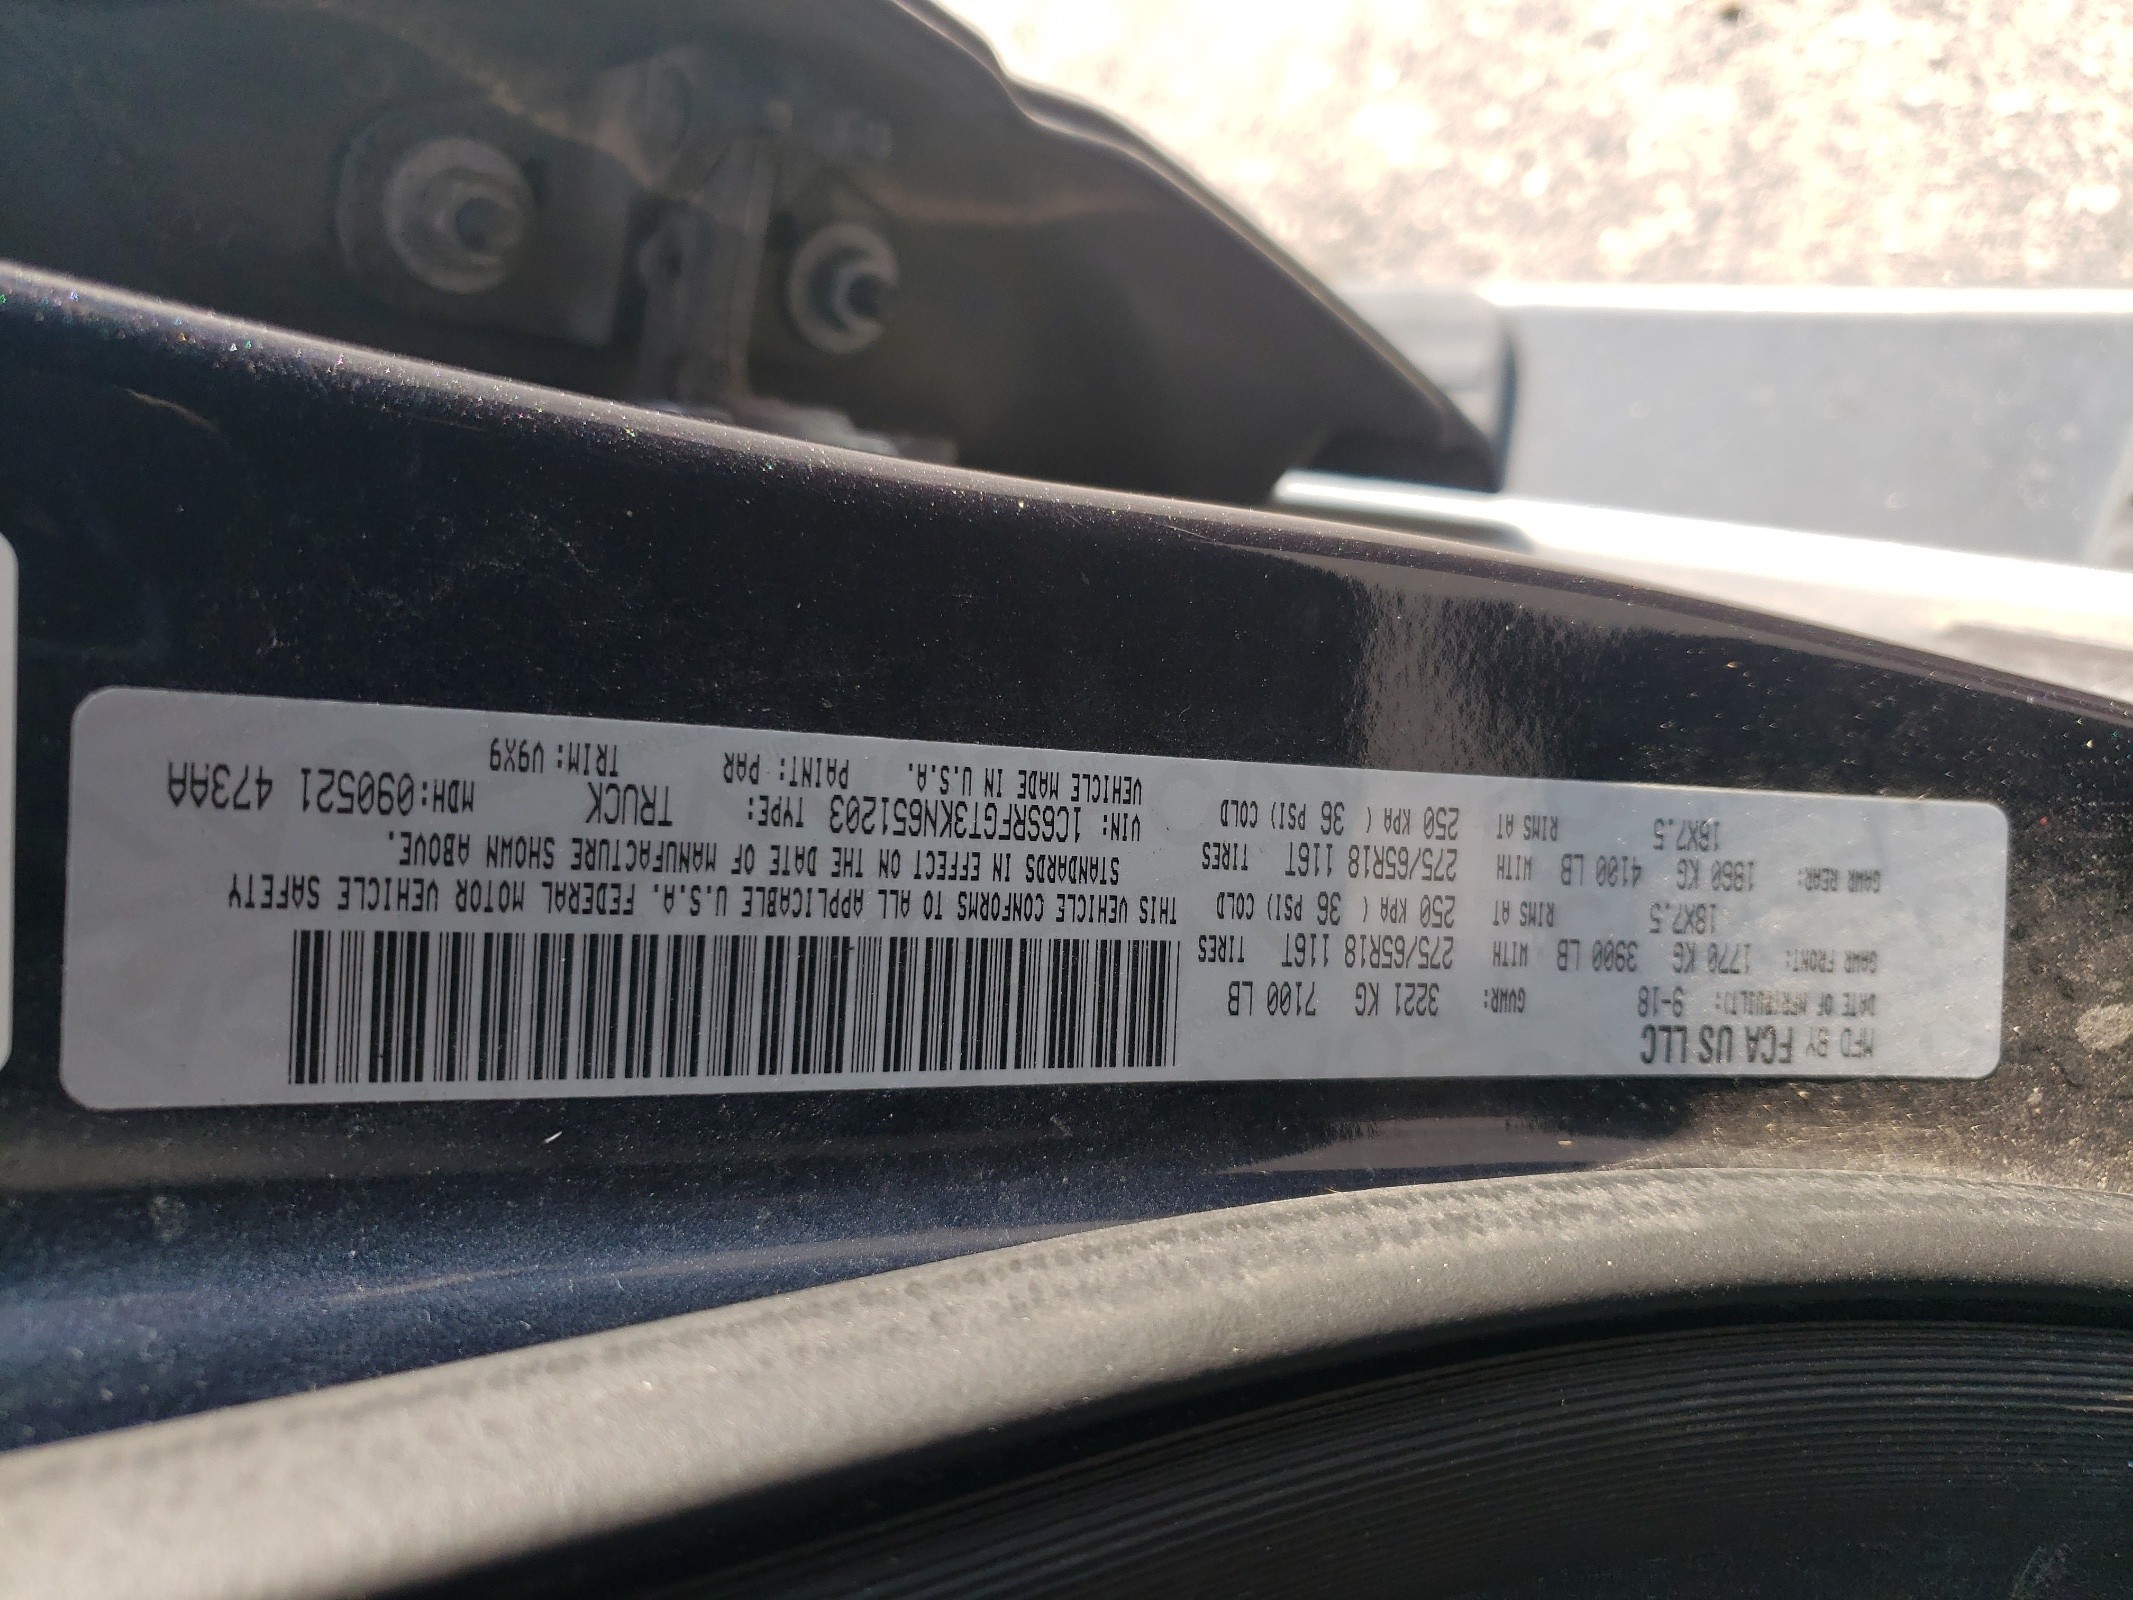 MFD BY FCA US LLC
DATE OF MFR(BUILT): 9-18 GVWR: 3221 KG 7100 LB
GAWR FRONT: 1770 KG 3900 LB WITH 275/65R18 116T TIRES
18X7.5 RIMS AT 250 KPA ( 36 PSI) COLD
GAWR REAR: 1860 KG 4100 LB WITH 275/65R18 116T TIRES
18X7.5 RIMS AT 250 KPA ( 36 PSI) COLD
THIS VEHICLE CONFORMS TO ALL APPLICABLE U.S.A. FEDERAL MOTOR VEHICLE SAFETY
STANDARDS IN EFFECT ON THE DATE OF MANUFACTURE SHOWN ABOVE.
VIN: 1C6SRFGT3KN651203 TYPE: TRUCK MDH:090521 473AA
VEHICLE MADE IN U.S.A. PAINT: PAR TRIM: V9X9